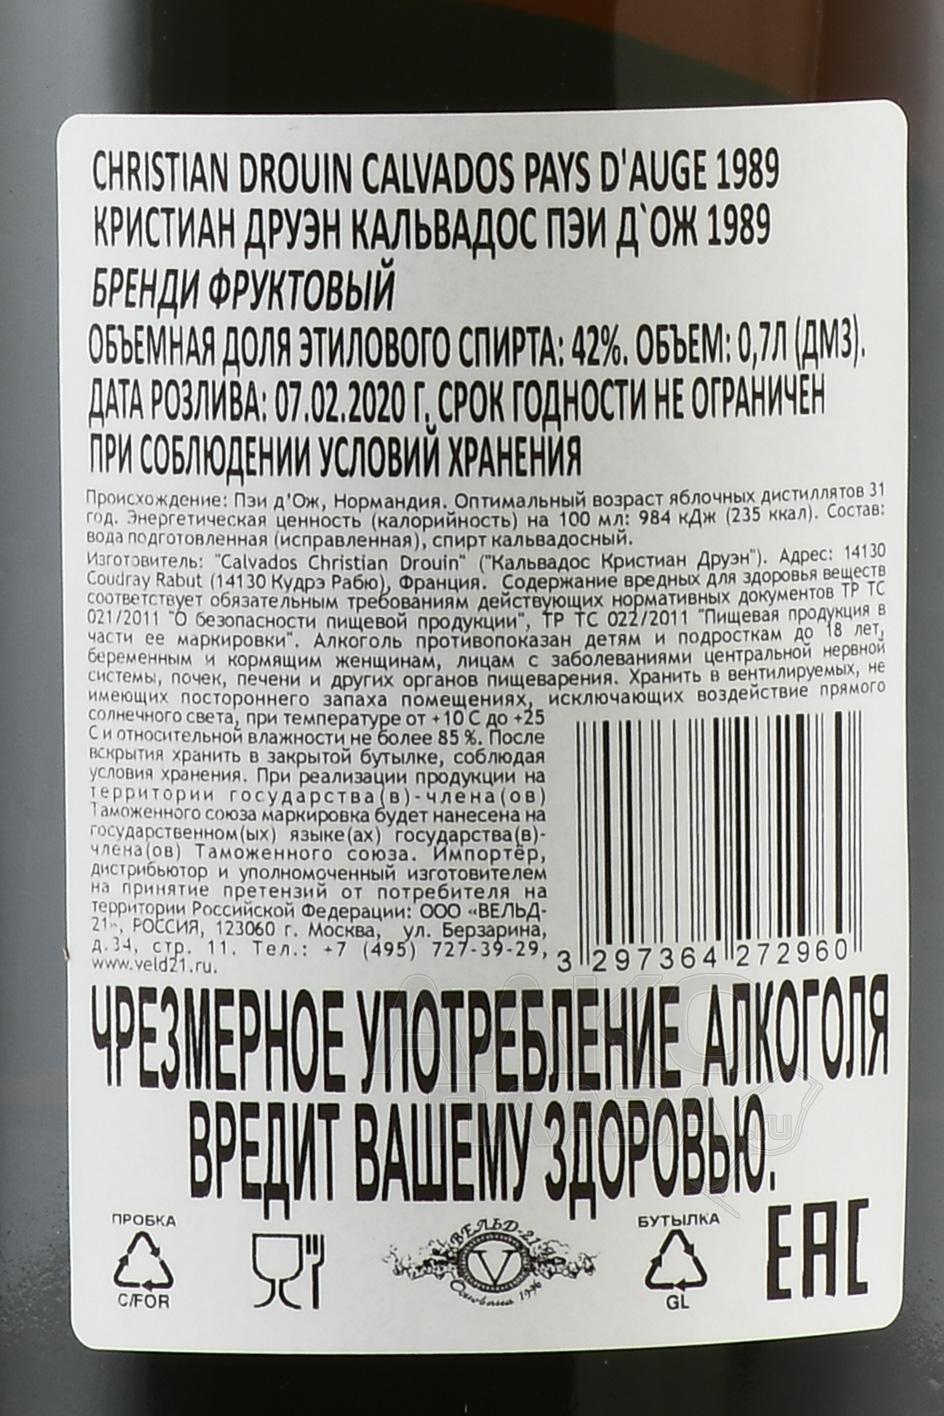 CHRISTIAN DROUIN CALVADOS PAYS D'AUGE 1989
КРИСТИАН ДРУЭН КАЛЬВАДОС ПЭИ Д`ОЖ 1989
БРЕНДИ ФРУКТОВЫЙ
ОБЪЕМНАЯ ДОЛЯ ЭТИЛОВОГО СПИРТА: 42%. ОБЪЕМ: 0,7Л (ДМ3).
ДАТА РОЗЛИВА: 07.02.2020 Г. СРОК ГОДНОСТИ НЕ ОГРАНИЧЕН
ПРИ СОБЛЮДЕНИИ УСЛОВИЙ ХРАНЕНИЯ
Происхождение: Пэи д'Ож, Нормандия. Оптимальный возраст яблочных дистиллятов 31
год. Энергетическая ценность (калорийность) на 100 мл: 984 кДж (235 ккал). Состав:
вода подготовленная (исправленная), спирт кальвадосный.
Изготовитель: "Calvados Christian Drouin" ("Кальвадос Кристиан Друэн"). Адрес: 14130
Coudray Rabut (14130 Кудрэ Рабю), Франция. Содержание вредных для здоровья веществ
соответствует обязательным требованиям действующих нормативных документов ТР ТС
021/2011 "О безопасности пищевой продукции", ТР ТС 022/2011 "Пищевая продукция в
части ее маркировки". Алкоголь противопоказан детям и подросткам до 18 лет,
беременным и кормящим женщинам, лицам с заболеваниями центральной нервной
системы, почек, печени и других органов пищеварения. Хранить в вентилируемых, не
имеющих постороннего запаха помещениях, исключающих воздействие прямого
солнечного света, при температуре от +10 С до +25
С и относительной влажности не более 85 %. После
вскрытия хранить в закрытой бутылке, соблюдая
условия хранения. При реализации продукции на
территории государства(в)-члена(ов)
Таможенного союза маркировка будет нанесена на
государственном(ых) языке(ах) государства(в)-
члена(ов) Таможенного союза. Импортёр,
дистрибьютор и уполномоченный изготовителем
на принятие претензий от потребителя на
территории Российской Федерации: ООО «ВЕЛЬД-
21», РОССИЯ, 123060 г. Москва, ул. Берзарина,
д.34, стр. 11. Тел.: +7 (495) 727-39-29,
www.veld21.ru.
3 297364 272960
ЧРЕЗМЕРНОЕ УПОТРЕБЛЕНИЕ АЛКОГОЛЯ
ВРЕДИТ ВАШЕМУ ЗДОРОВЬЮ.
АЛКО
ПЛАЗА.ru
ПРОБКА
C/FOR
ВЕЛЬД-21
V
Основана 1996
БУТЫЛКА
GL
EAC